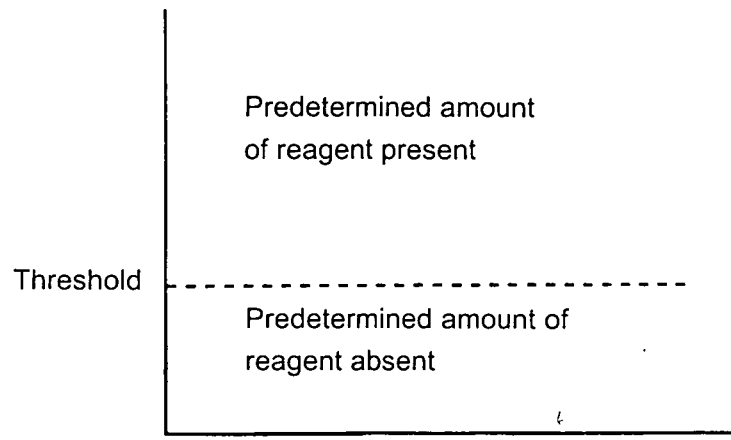 Predetermined amount
of reagent present
Threshold
Predetermined amount of
reagent absent